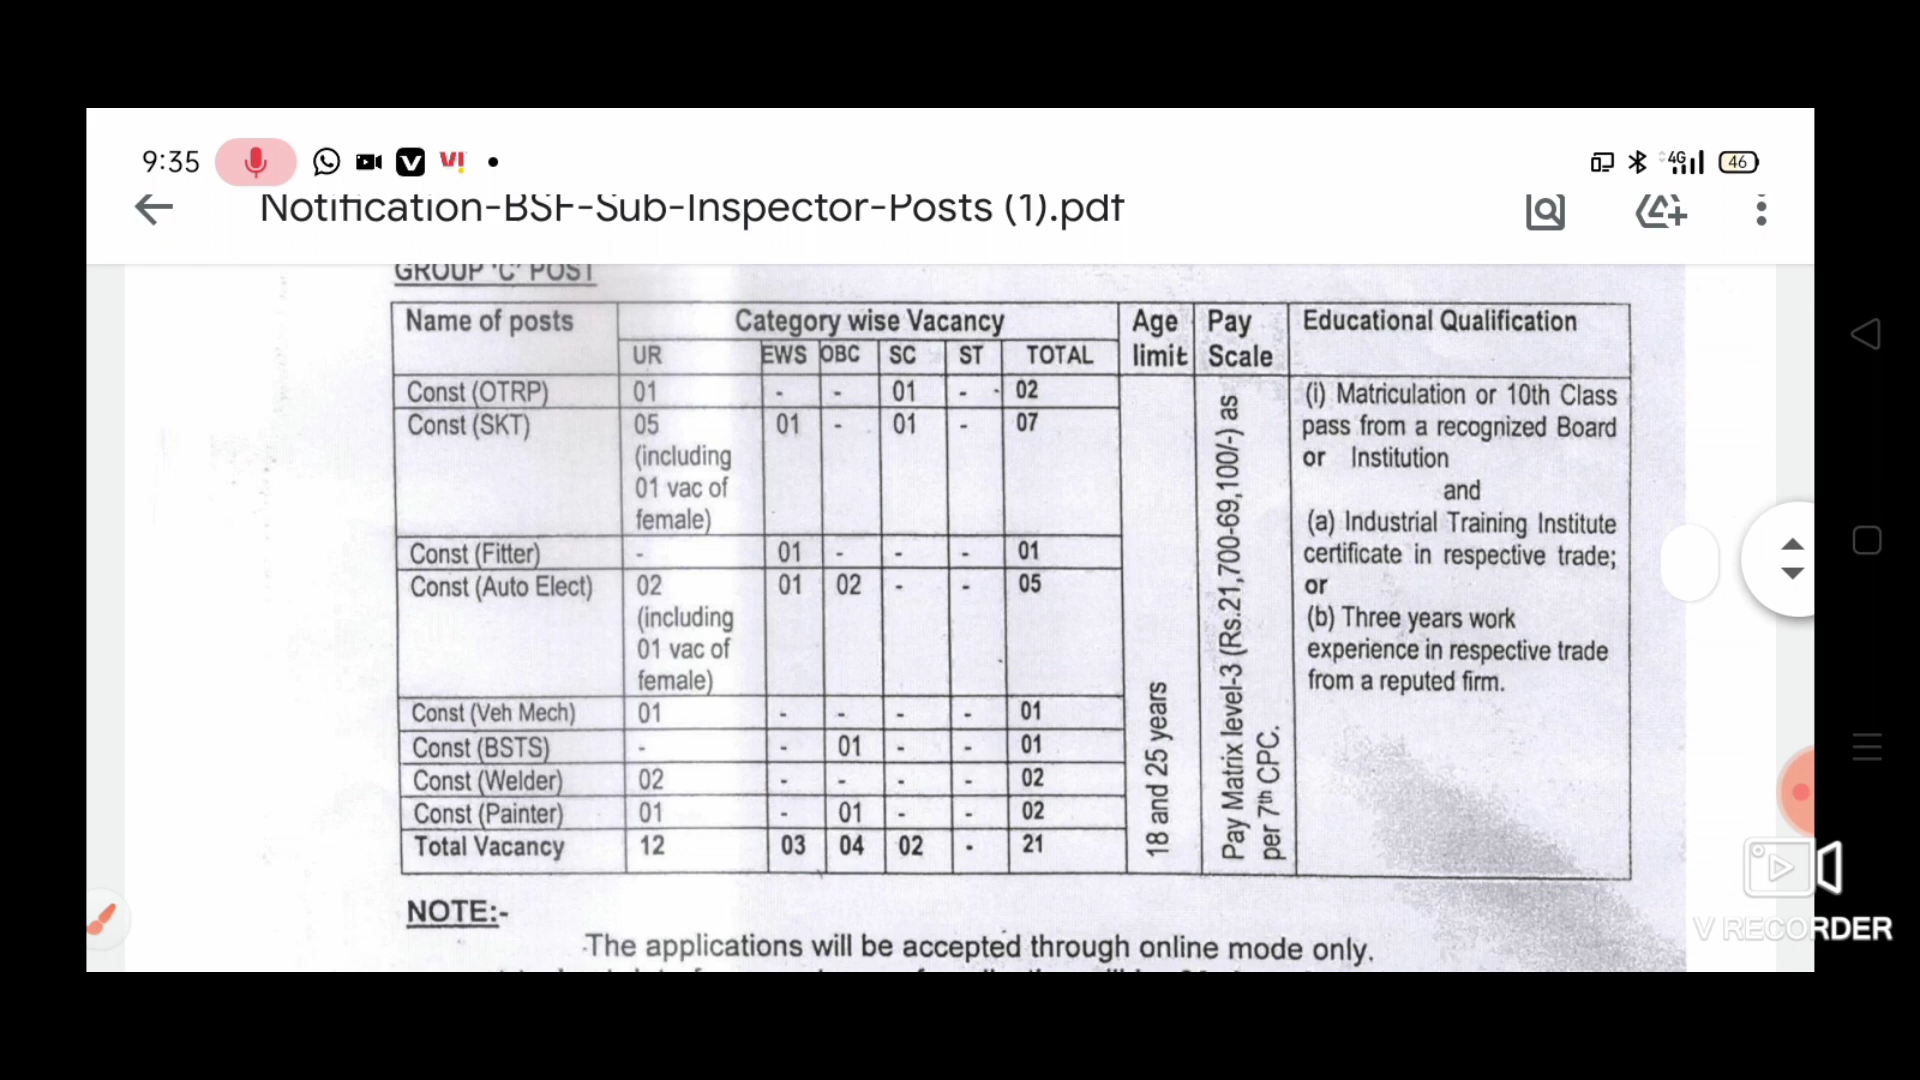 9:35 V VI 4G 46
Notification-BSF-Sub-Inspector-Posts (1).pdf
GROUP 'C' POST
Name of posts Category wise Vacancy Age limit Pay Scale Educational Qualification
UR EWS OBC SC ST TOTAL
Const (OTRP) 01 - - 01 - 02
Const (SKT) 05 (including 01 vac of female) 01 - 01 - 07
Const (Fitter) - 01 - - - 01
Const (Auto Elect) 02 (including 01 vac of female) 01 02 - - 05
Const (Veh Mech) 01 - - - - 01
Const (BSTS) - - 01 - - 01
Const (Welder) 02 - - - - 02
Const (Painter) 01 - 01 - - 02
Total Vacancy 12 03 04 02 - 21
18 and 25 years
Pay Matrix level-3 (Rs.21,700-69,100/-) as
per 7th CPC.
(i) Matriculation or 10th Class
pass from a recognized Board
or Institution
and
(a) Industrial Training Institute
certificate in respective trade;
or
(b) Three years work
experience in respective trade
from a reputed firm.
NOTE:-
The applications will be accepted through online mode only.
V RECORDER